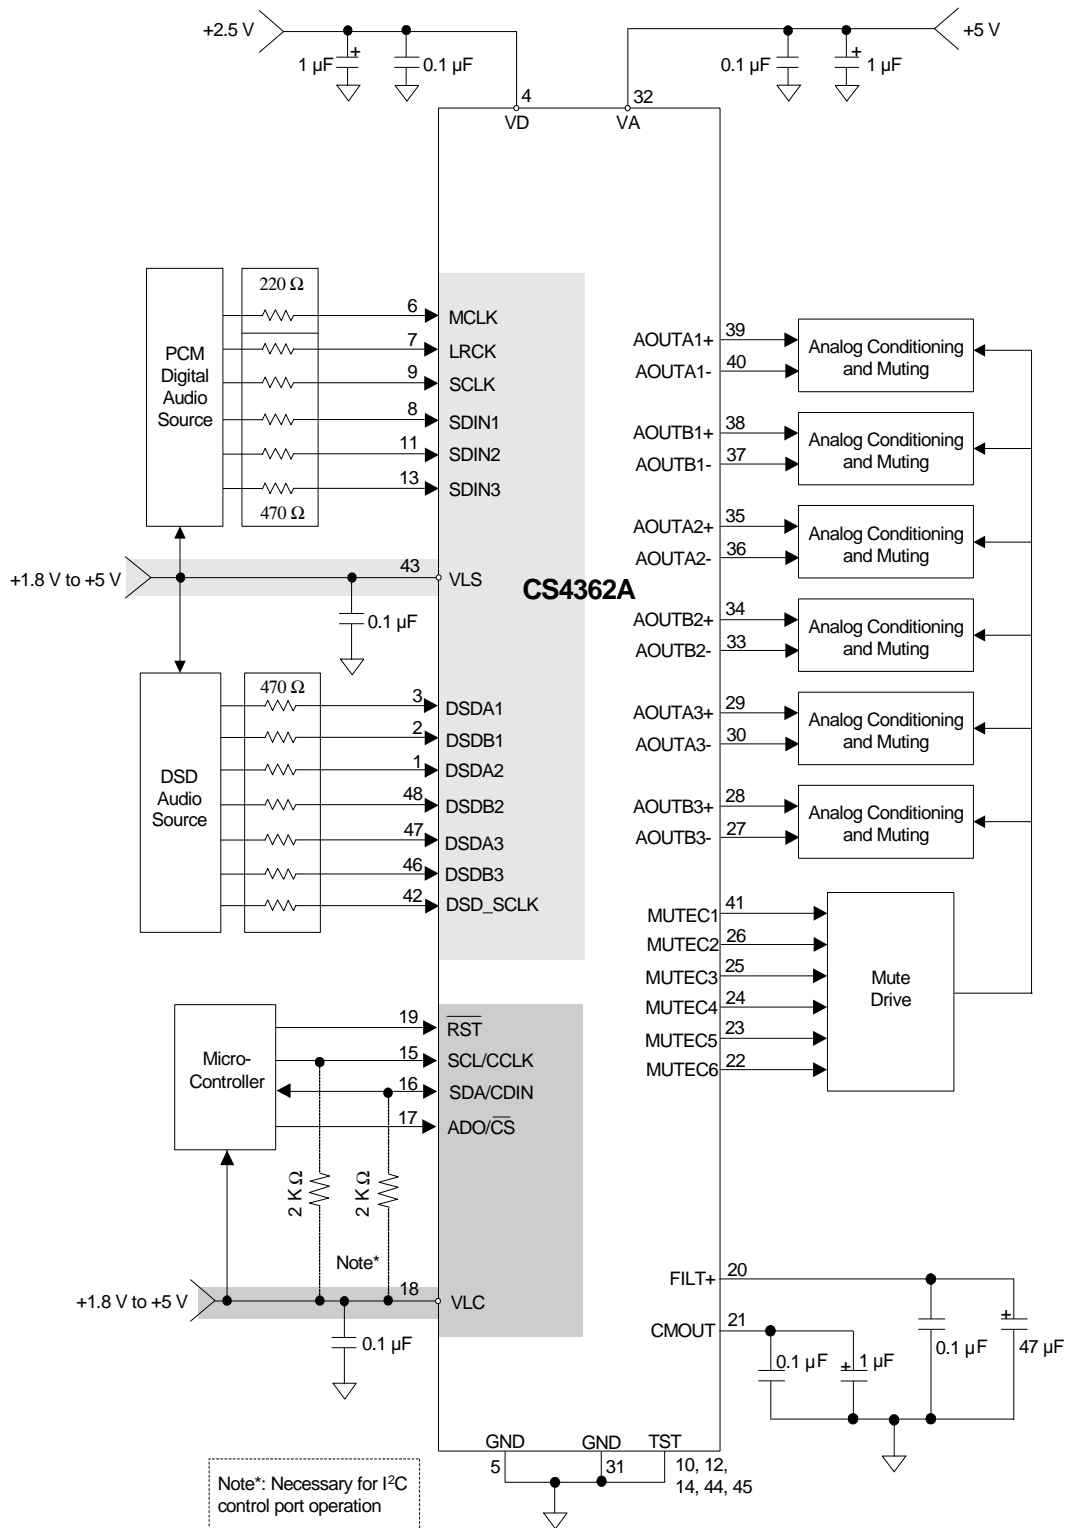 +2.5 V
+5 V
1 µF
+
0.1 µF
0.1 µF
+
1 µF
4
32
VD
VA
PCM
Digital
Audio
Source
220 Ω
470 Ω
6
MCLK
7
LRCK
9
SCLK
8
SDIN1
11
SDIN2
13
SDIN3
+1.8 V to +5 V
43
VLS
0.1 µF
CS4362A
DSD
Audio
Source
470 Ω
3
DSDA1
2
DSDB1
1
DSDA2
48
DSDB2
47
DSDA3
46
DSDB3
42
DSD_SCLK
Micro-
Controller
19
RST
15
SCL/CCLK
16
SDA/CDIN
17
ADO/CS
2 KΩ
2 KΩ
Note*
+1.8 V to +5 V
18
VLC
0.1 µF
AOUTA1+
39
AOUTA1-
40
Analog Conditioning
and Muting
AOUTB1+
38
AOUTB1-
37
Analog Conditioning
and Muting
AOUTA2+
35
AOUTA2-
36
Analog Conditioning
and Muting
AOUTB2+
34
AOUTB2-
33
Analog Conditioning
and Muting
AOUTA3+
29
AOUTA3-
30
Analog Conditioning
and Muting
AOUTB3+
28
AOUTB3-
27
Analog Conditioning
and Muting
MUTEC1
41
MUTEC2
26
MUTEC3
25
MUTEC4
24
MUTEC5
23
MUTEC6
22
Mute
Drive
FILT+
20
CMOUT
21
0.1 µF
+
1 µF
0.1 µF
+
47 µF
GND
5
GND
31
TST
10, 12,
14, 44, 45
Note*: Necessary for I²C
control port operation